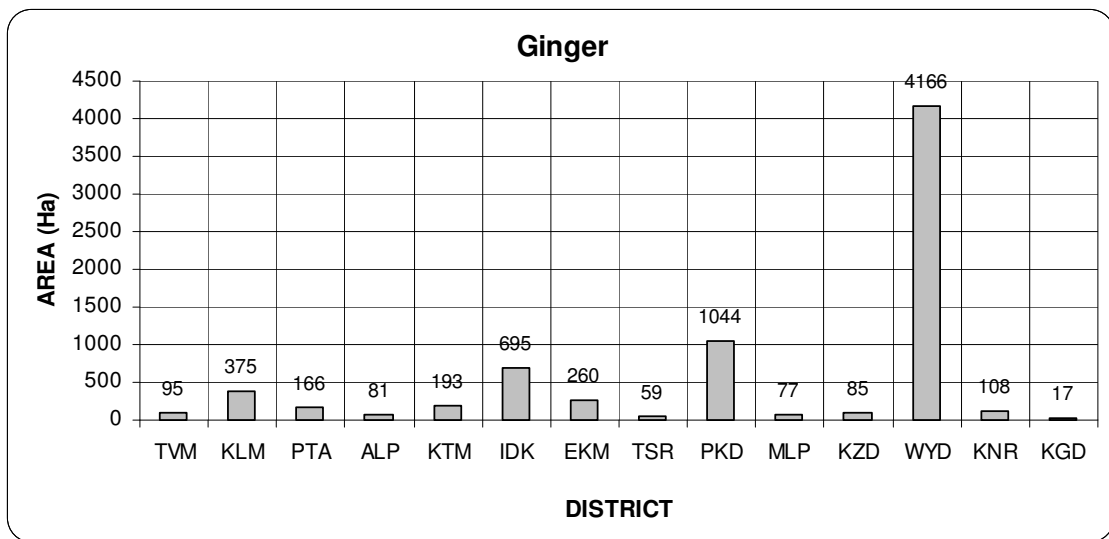 Ginger
AREA (Ha)
4500
4000
3500
3000
2500
2000
1500
1000
500
0
95 375 166 81 193 695 260 59 1044 77 85 4166 108 17
TVM KLM PTA ALP KTM IDK EKM TSR PKD MLP KZD WYD KNR KGD
DISTRICT